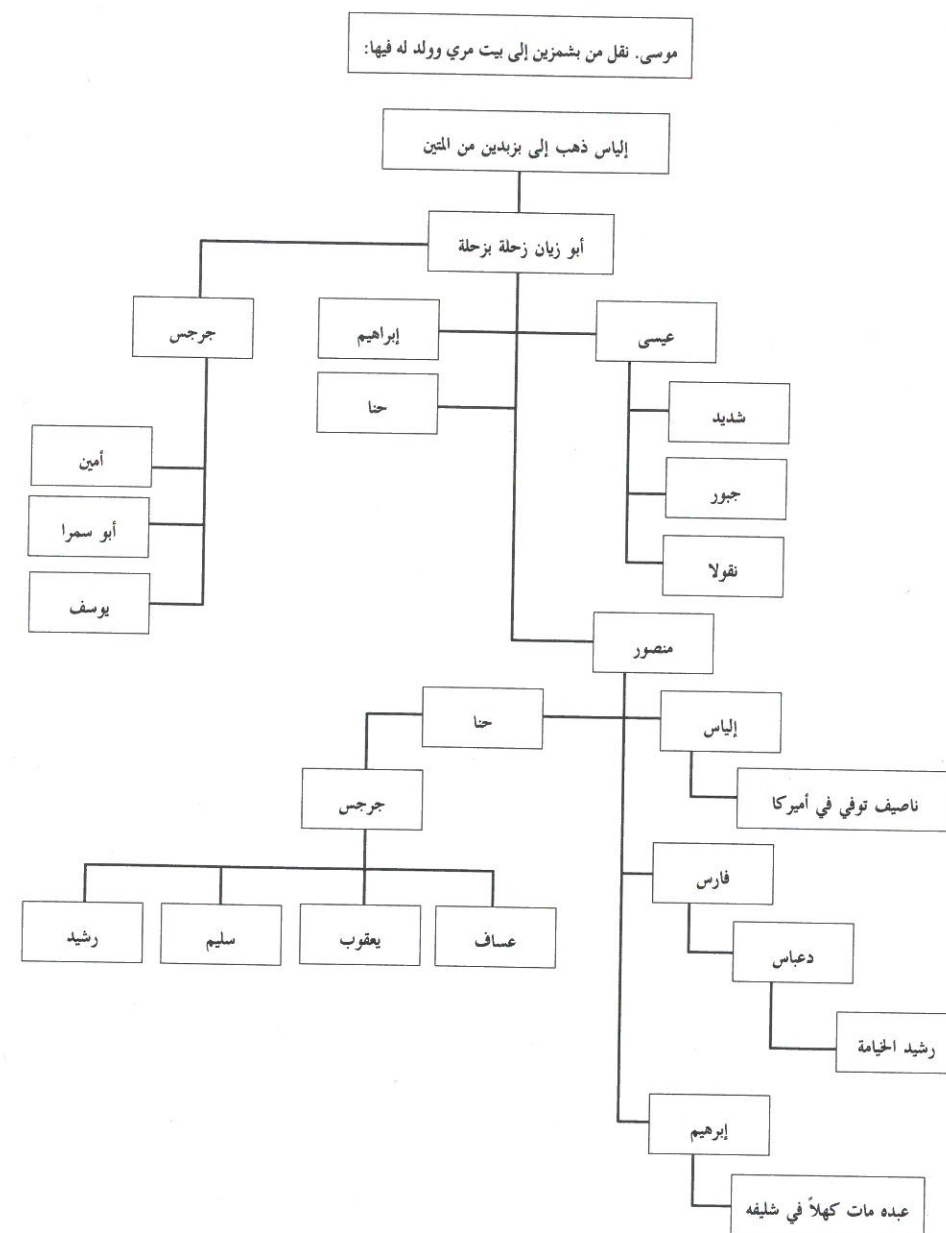 موسى. نقل من بشمزين إلى بيت مري وولد له فيها:
إلياس ذهب إلى بزبدين من المتين
أبو زيان زحلة بزحلة
جرجس
إبراهيم
عيسى
حنا
شديد
أمين
جبور
أبو سمرا
نقولا
يوسف
منصور
حنا
إلياس
جرجس
ناصيف توفي في أميركا
فارس
عساف
يعقوب
سليم
رشيد
دعباس
رشيد الخيامة
إبرهيم
عبده مات كهلاً في شليفه